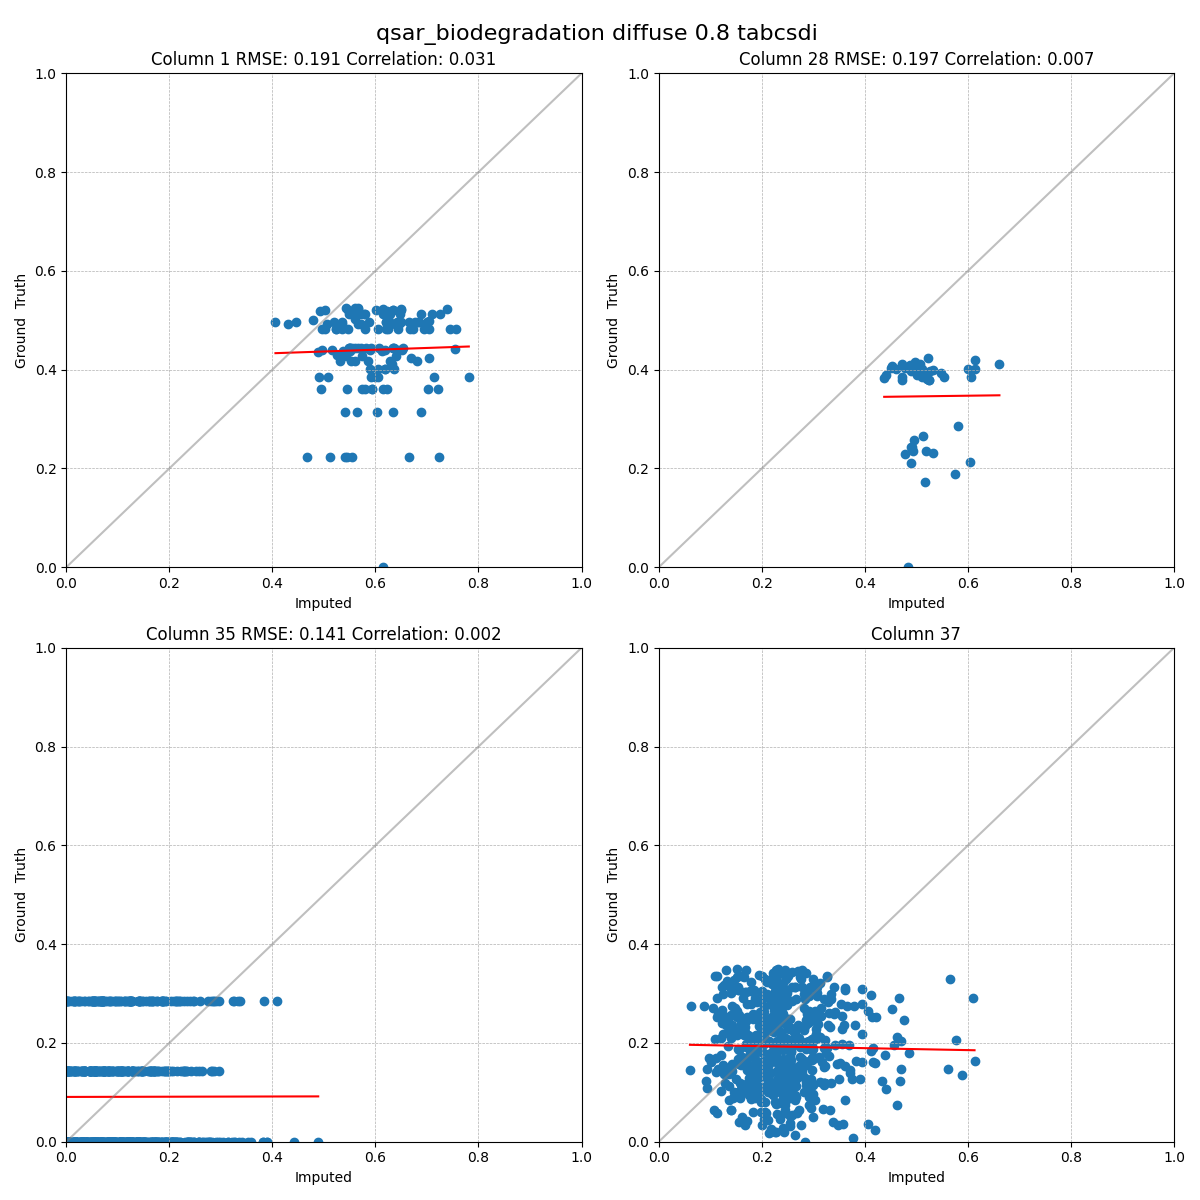 qsar_biodegradation diffuse 0.8 tabcsdi
Column 1 RMSE: 0.191 Correlation: 0.031
1.0
0.8
0.6
0.4
0.2
0.0
Ground Truth
0.0 0.2 0.4 0.6 0.8 1.0
Imputed
Column 28 RMSE: 0.197 Correlation: 0.007
1.0
0.8
0.6
0.4
0.2
0.0
Ground Truth
0.0 0.2 0.4 0.6 0.8 1.0
Imputed
Column 35 RMSE: 0.141 Correlation: 0.002
1.0
0.8
0.6
0.4
0.2
0.0
Ground Truth
0.0 0.2 0.4 0.6 0.8 1.0
Imputed
Column 37
1.0
0.8
0.6
0.4
0.2
0.0
Ground Truth
0.0 0.2 0.4 0.6 0.8 1.0
Imputed